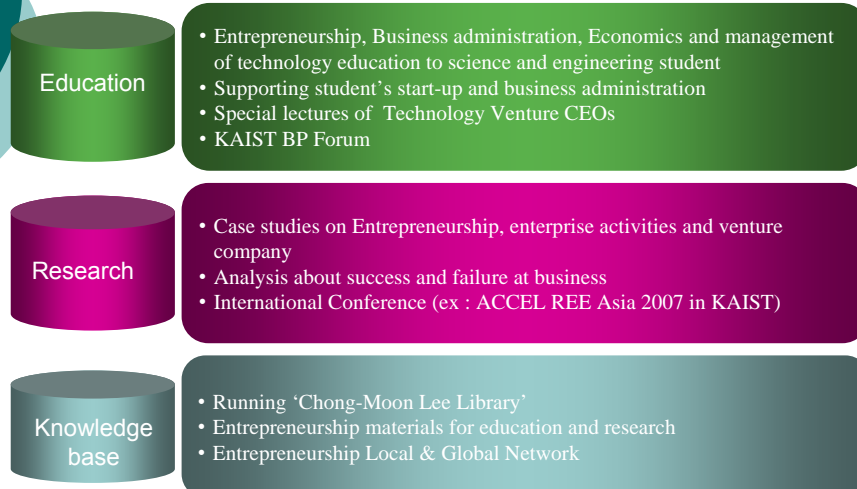 Education
• Entrepreneurship, Business administration, Economics and management
of technology education to science and engineering student
• Supporting student's start-up and business administration
• Special lectures of Technology Venture CEOs
• KAIST BP Forum
Research
• Case studies on Entrepreneurship, enterprise activities and venture
company
• Analysis about success and failure at business
• International Conference (ex : ACCEL REE Asia 2007 in KAIST)
Knowledge
base
• Running ‘Chong-Moon Lee Library’
• Entrepreneurship materials for education and research
• Entrepreneurship Local & Global Network